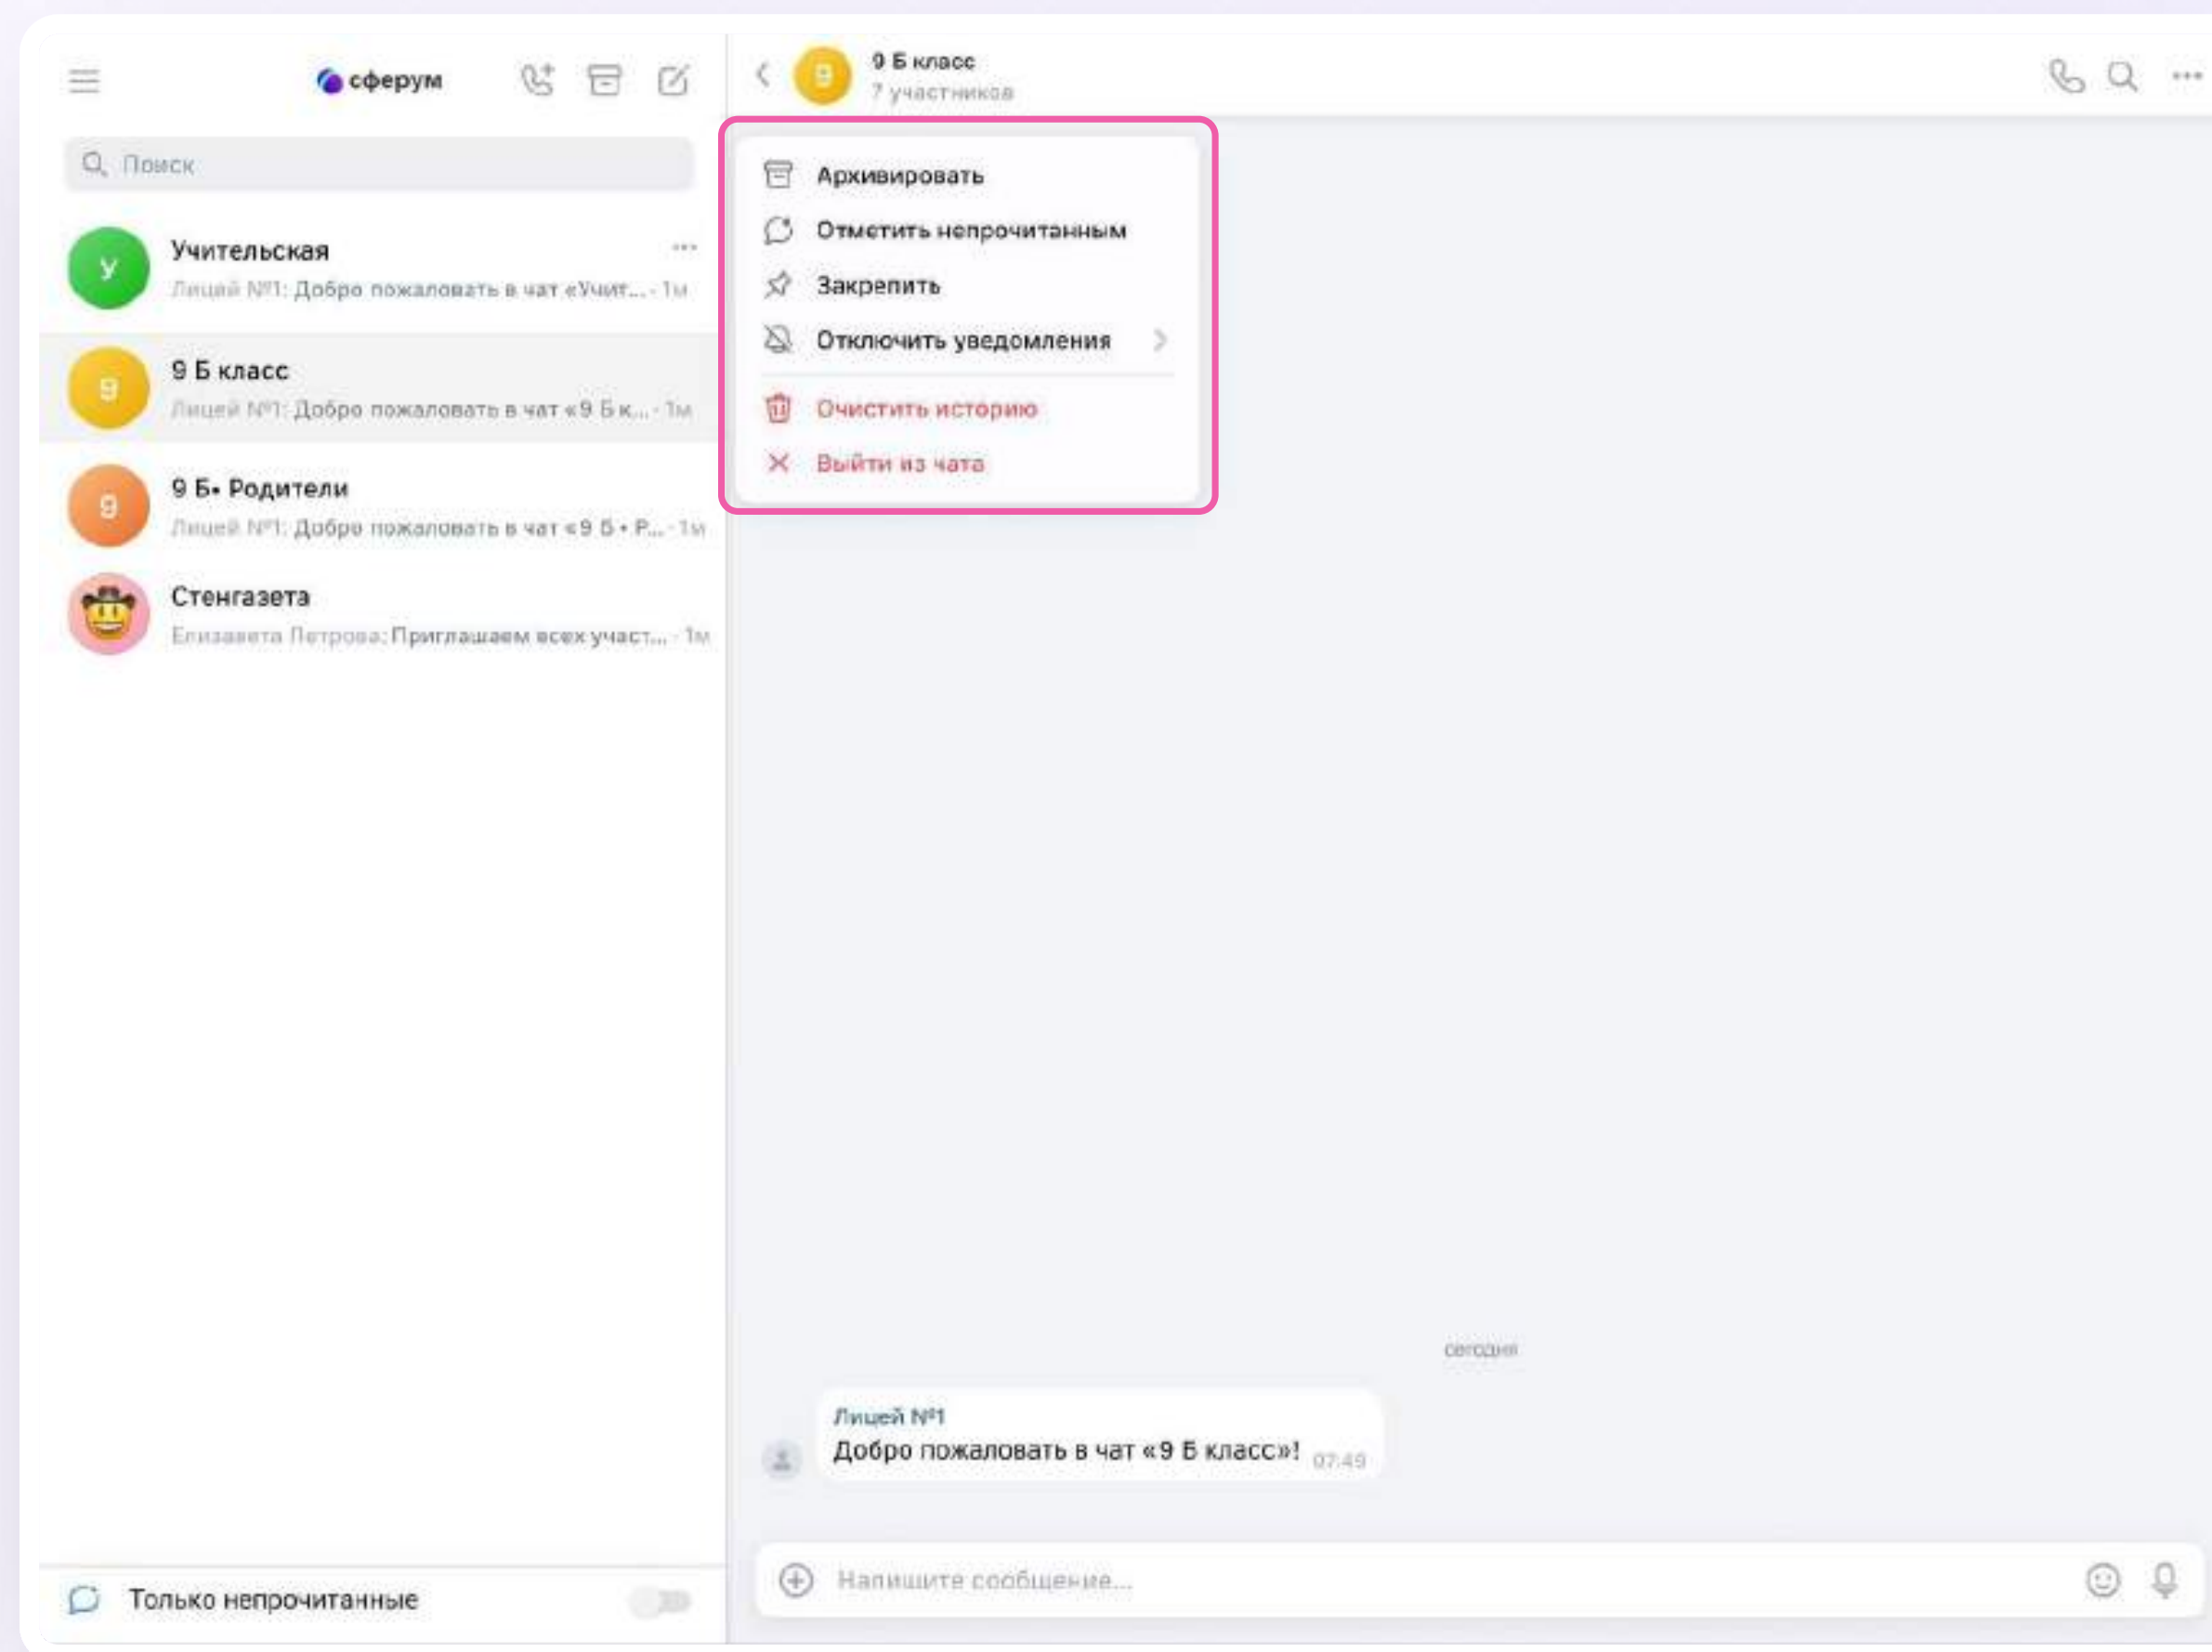 сферум
Поиск
У
Учительская
Лицей №1: Добро пожаловать в чат «Учит... · 1м
9
9 Б класс
Лицей №1: Добро пожаловать в чат «9 Б к... · 1м
9
9 Б• Родители
Лицей №1: Добро пожаловать в чат «9 Б • Р... · 1м
Стенгазета
Елизавета Петрова: Приглашаем всех участ... · 1м
Только непрочитанные
9
9 Б класс
7 участников
Архивировать
Отметить непрочитанным
Закрепить
Отключить уведомления
Очистить историю
Выйти из чата
сегодня
Лицей №1
Добро пожаловать в чат «9 Б класс»! 07:49
Напишите сообщение...